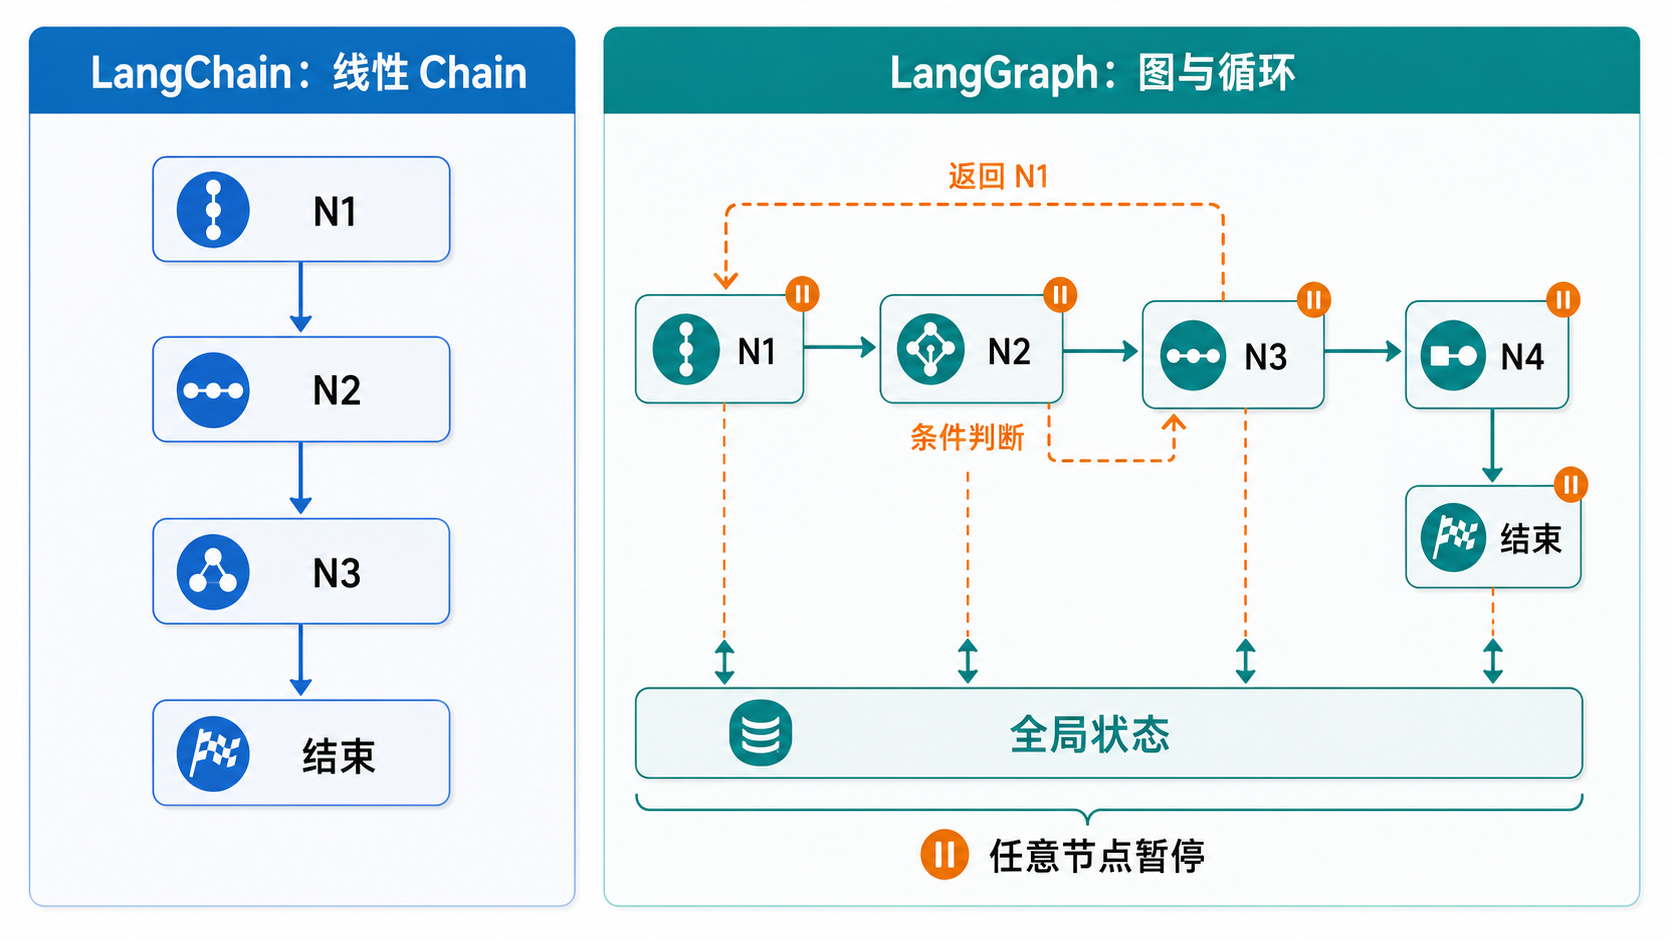 LangChain：线性 Chain
N1
N2
N3
结束
LangGraph：图与循环
返回 N1
N1
N2
N3
N4
条件判断
结束
全局状态
任意节点暂停